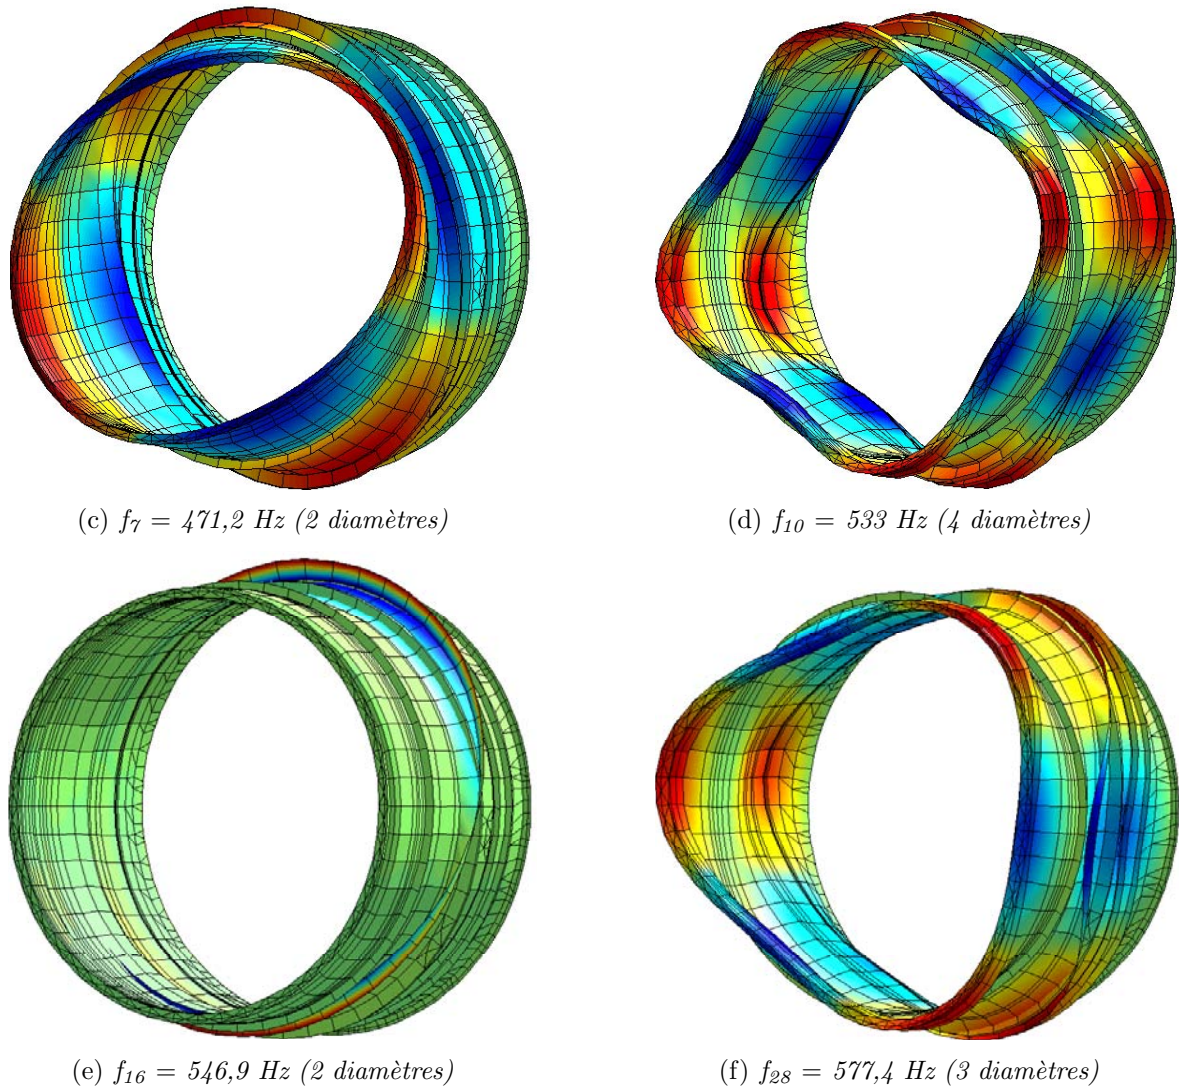 (c) f7 = 471,2 Hz (2 diamètres)
(d) f10 = 533 Hz (4 diamètres)
(e) f16 = 546,9 Hz (2 diamètres)
(f) f28 = 577,4 Hz (3 diamètres)